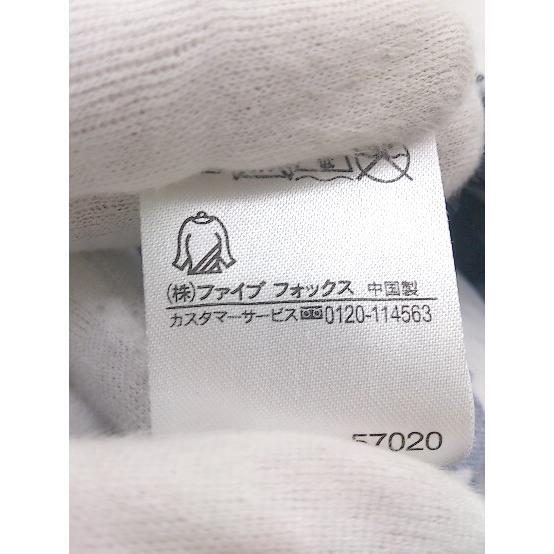 (株)ファイブ フォックス 中国製
カスタマーサービス 0120-114563
57020